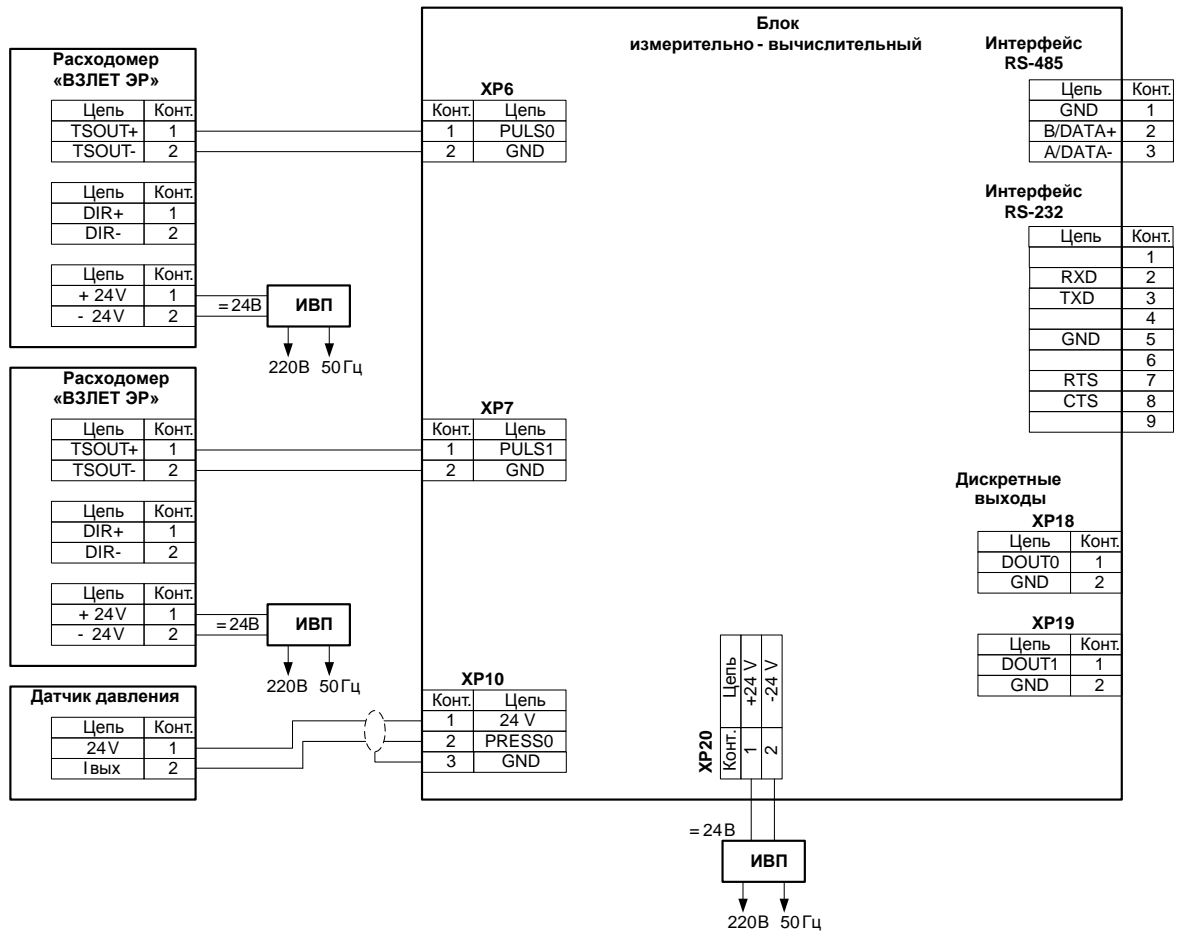 Блок
измерительно - вычислительный
Расходомер
«ВЗЛЕТ ЭР»
Цепь Конт.
TSOUT+ 1
TSOUT- 2
Цепь Конт.
DIR+ 1
DIR- 2
Цепь Конт.
+ 24V 1
- 24V 2
= 24В
ИВП
220В 50 Гц
XP6
Конт. Цепь
1 PULS0
2 GND
Расходомер
«ВЗЛЕТ ЭР»
Цепь Конт.
TSOUT+ 1
TSOUT- 2
Цепь Конт.
DIR+ 1
DIR- 2
Цепь Конт.
+ 24V 1
- 24V 2
= 24В
ИВП
220В 50 Гц
XP7
Конт. Цепь
1 PULS1
2 GND
Датчик давления
Цепь Конт.
24V 1
I вых 2
XP10
Конт. Цепь
1 24 V
2 PRESS0
3 GND
XP20
Конт. Цепь
1 +24 V
2 -24 V
= 24В
ИВП
220В 50 Гц
Интерфейс
RS-485
Цепь Конт.
GND 1
B/DATA+ 2
A/DATA- 3
Интерфейс
RS-232
Цепь Конт.
1
RXD 2
TXD 3
4
GND 5
6
RTS 7
CTS 8
9
Дискретные
выходы
XP18
Цепь Конт.
DOUT0 1
GND 2
XP19
Цепь Конт.
DOUT1 1
GND 2